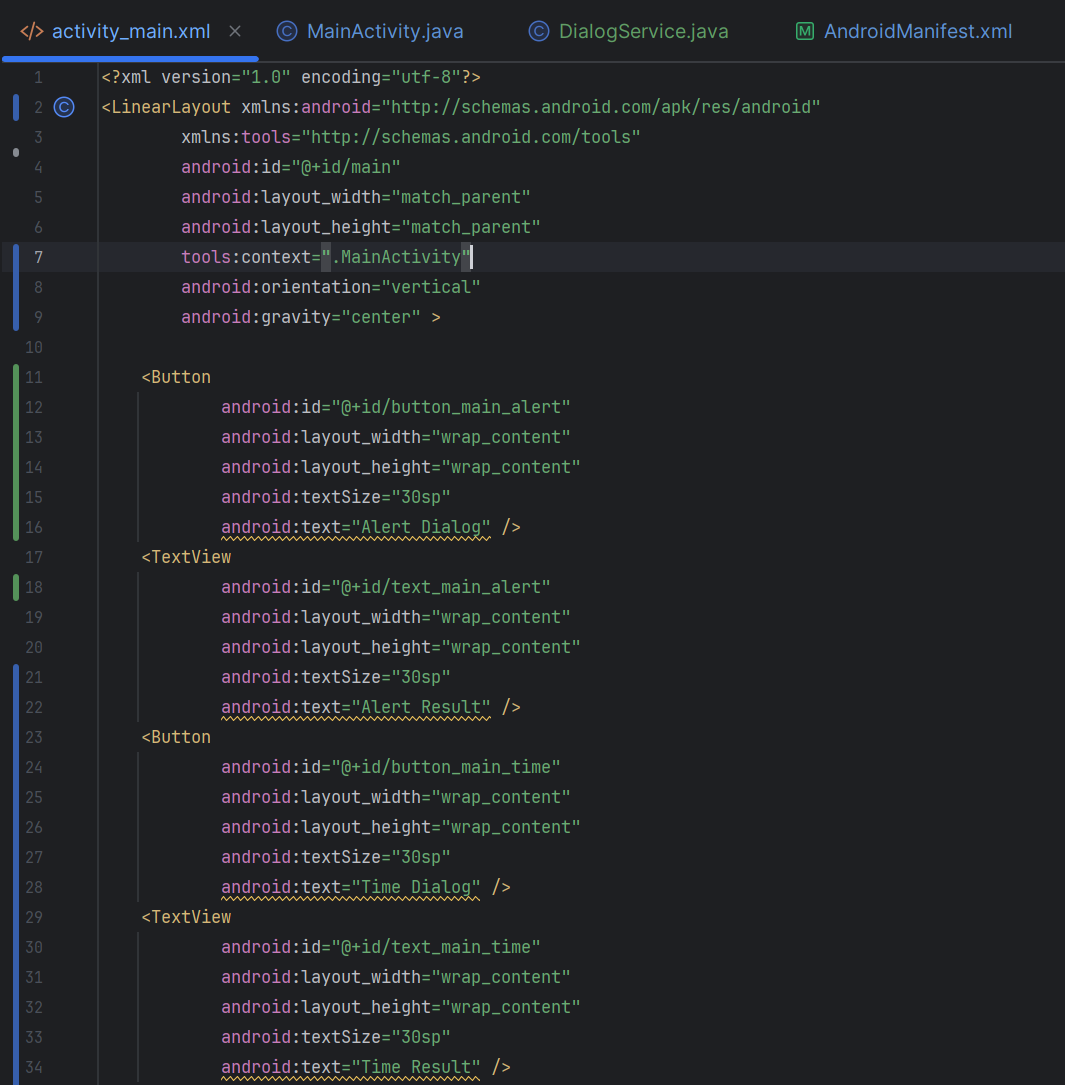 activity_main.xml × MainActivity.java DialogService.java AndroidManifest.xml
1 <?xml version="1.0" encoding="utf-8"?>
2 <LinearLayout xmlns:android="http://schemas.android.com/apk/res/android"
3 xmlns:tools="http://schemas.android.com/tools"
4 android:id="@+id/main"
5 android:layout_width="match_parent"
6 android:layout_height="match_parent"
7 tools:context=".MainActivity"
8 android:orientation="vertical"
9 android:gravity="center" >
10
11 <Button
12 android:id="@+id/button_main_alert"
13 android:layout_width="wrap_content"
14 android:layout_height="wrap_content"
15 android:textSize="30sp"
16 android:text="Alert Dialog" />
17 <TextView
18 android:id="@+id/text_main_alert"
19 android:layout_width="wrap_content"
20 android:layout_height="wrap_content"
21 android:textSize="30sp"
22 android:text="Alert Result" />
23 <Button
24 android:id="@+id/button_main_time"
25 android:layout_width="wrap_content"
26 android:layout_height="wrap_content"
27 android:textSize="30sp"
28 android:text="Time Dialog" />
29 <TextView
30 android:id="@+id/text_main_time"
31 android:layout_width="wrap_content"
32 android:layout_height="wrap_content"
33 android:textSize="30sp"
34 android:text="Time Result" />